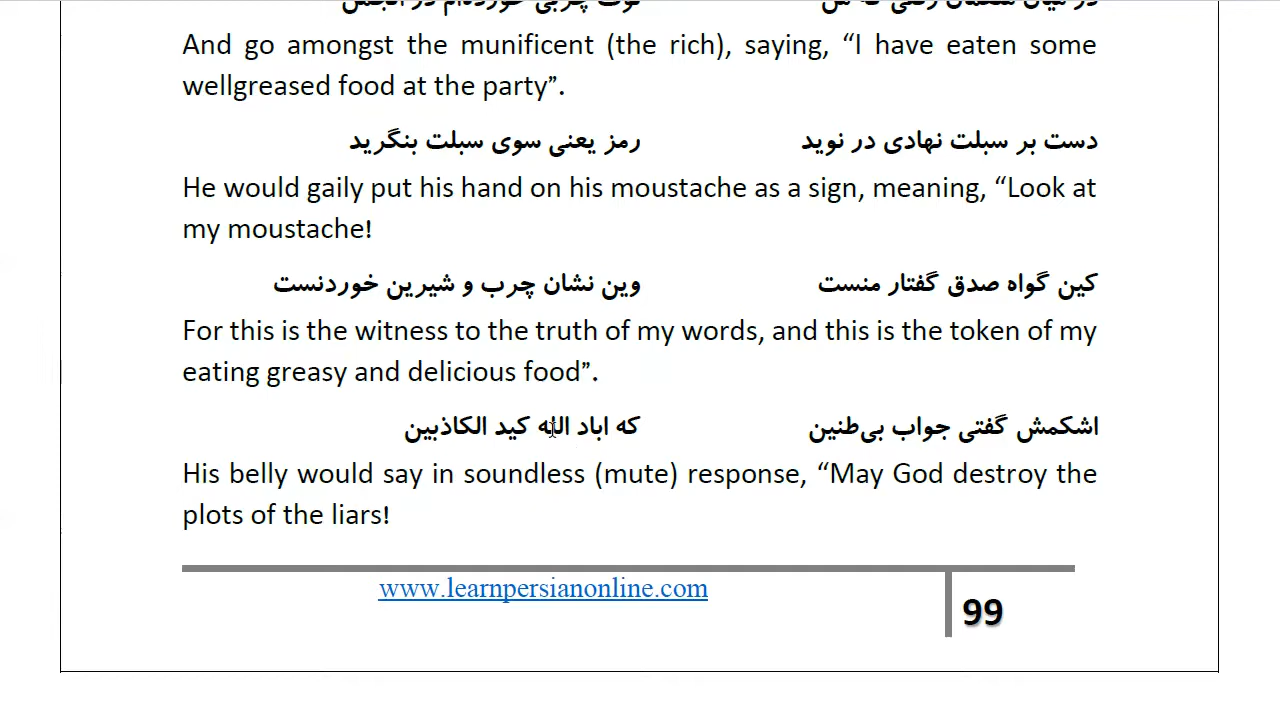 And go amongst the munificent (the rich), saying, “I have eaten some
wellgreased food at the party”.
دست بر سبلت نهادی در نوید رمز یعنی سوی سبلت بنگرید
He would gaily put his hand on his moustache as a sign, meaning, “Look at
my moustache!
کین گواه صدق گفتار منست وین نشان چرب و شیرین خوردنست
For this is the witness to the truth of my words, and this is the token of my
eating greasy and delicious food”.
اشکمش گفتی جواب بی‌طنین که اباد الله کید الکاذبین
His belly would say in soundless (mute) response, “May God destroy the
plots of the liars!
www.learnpersianonline.com
99